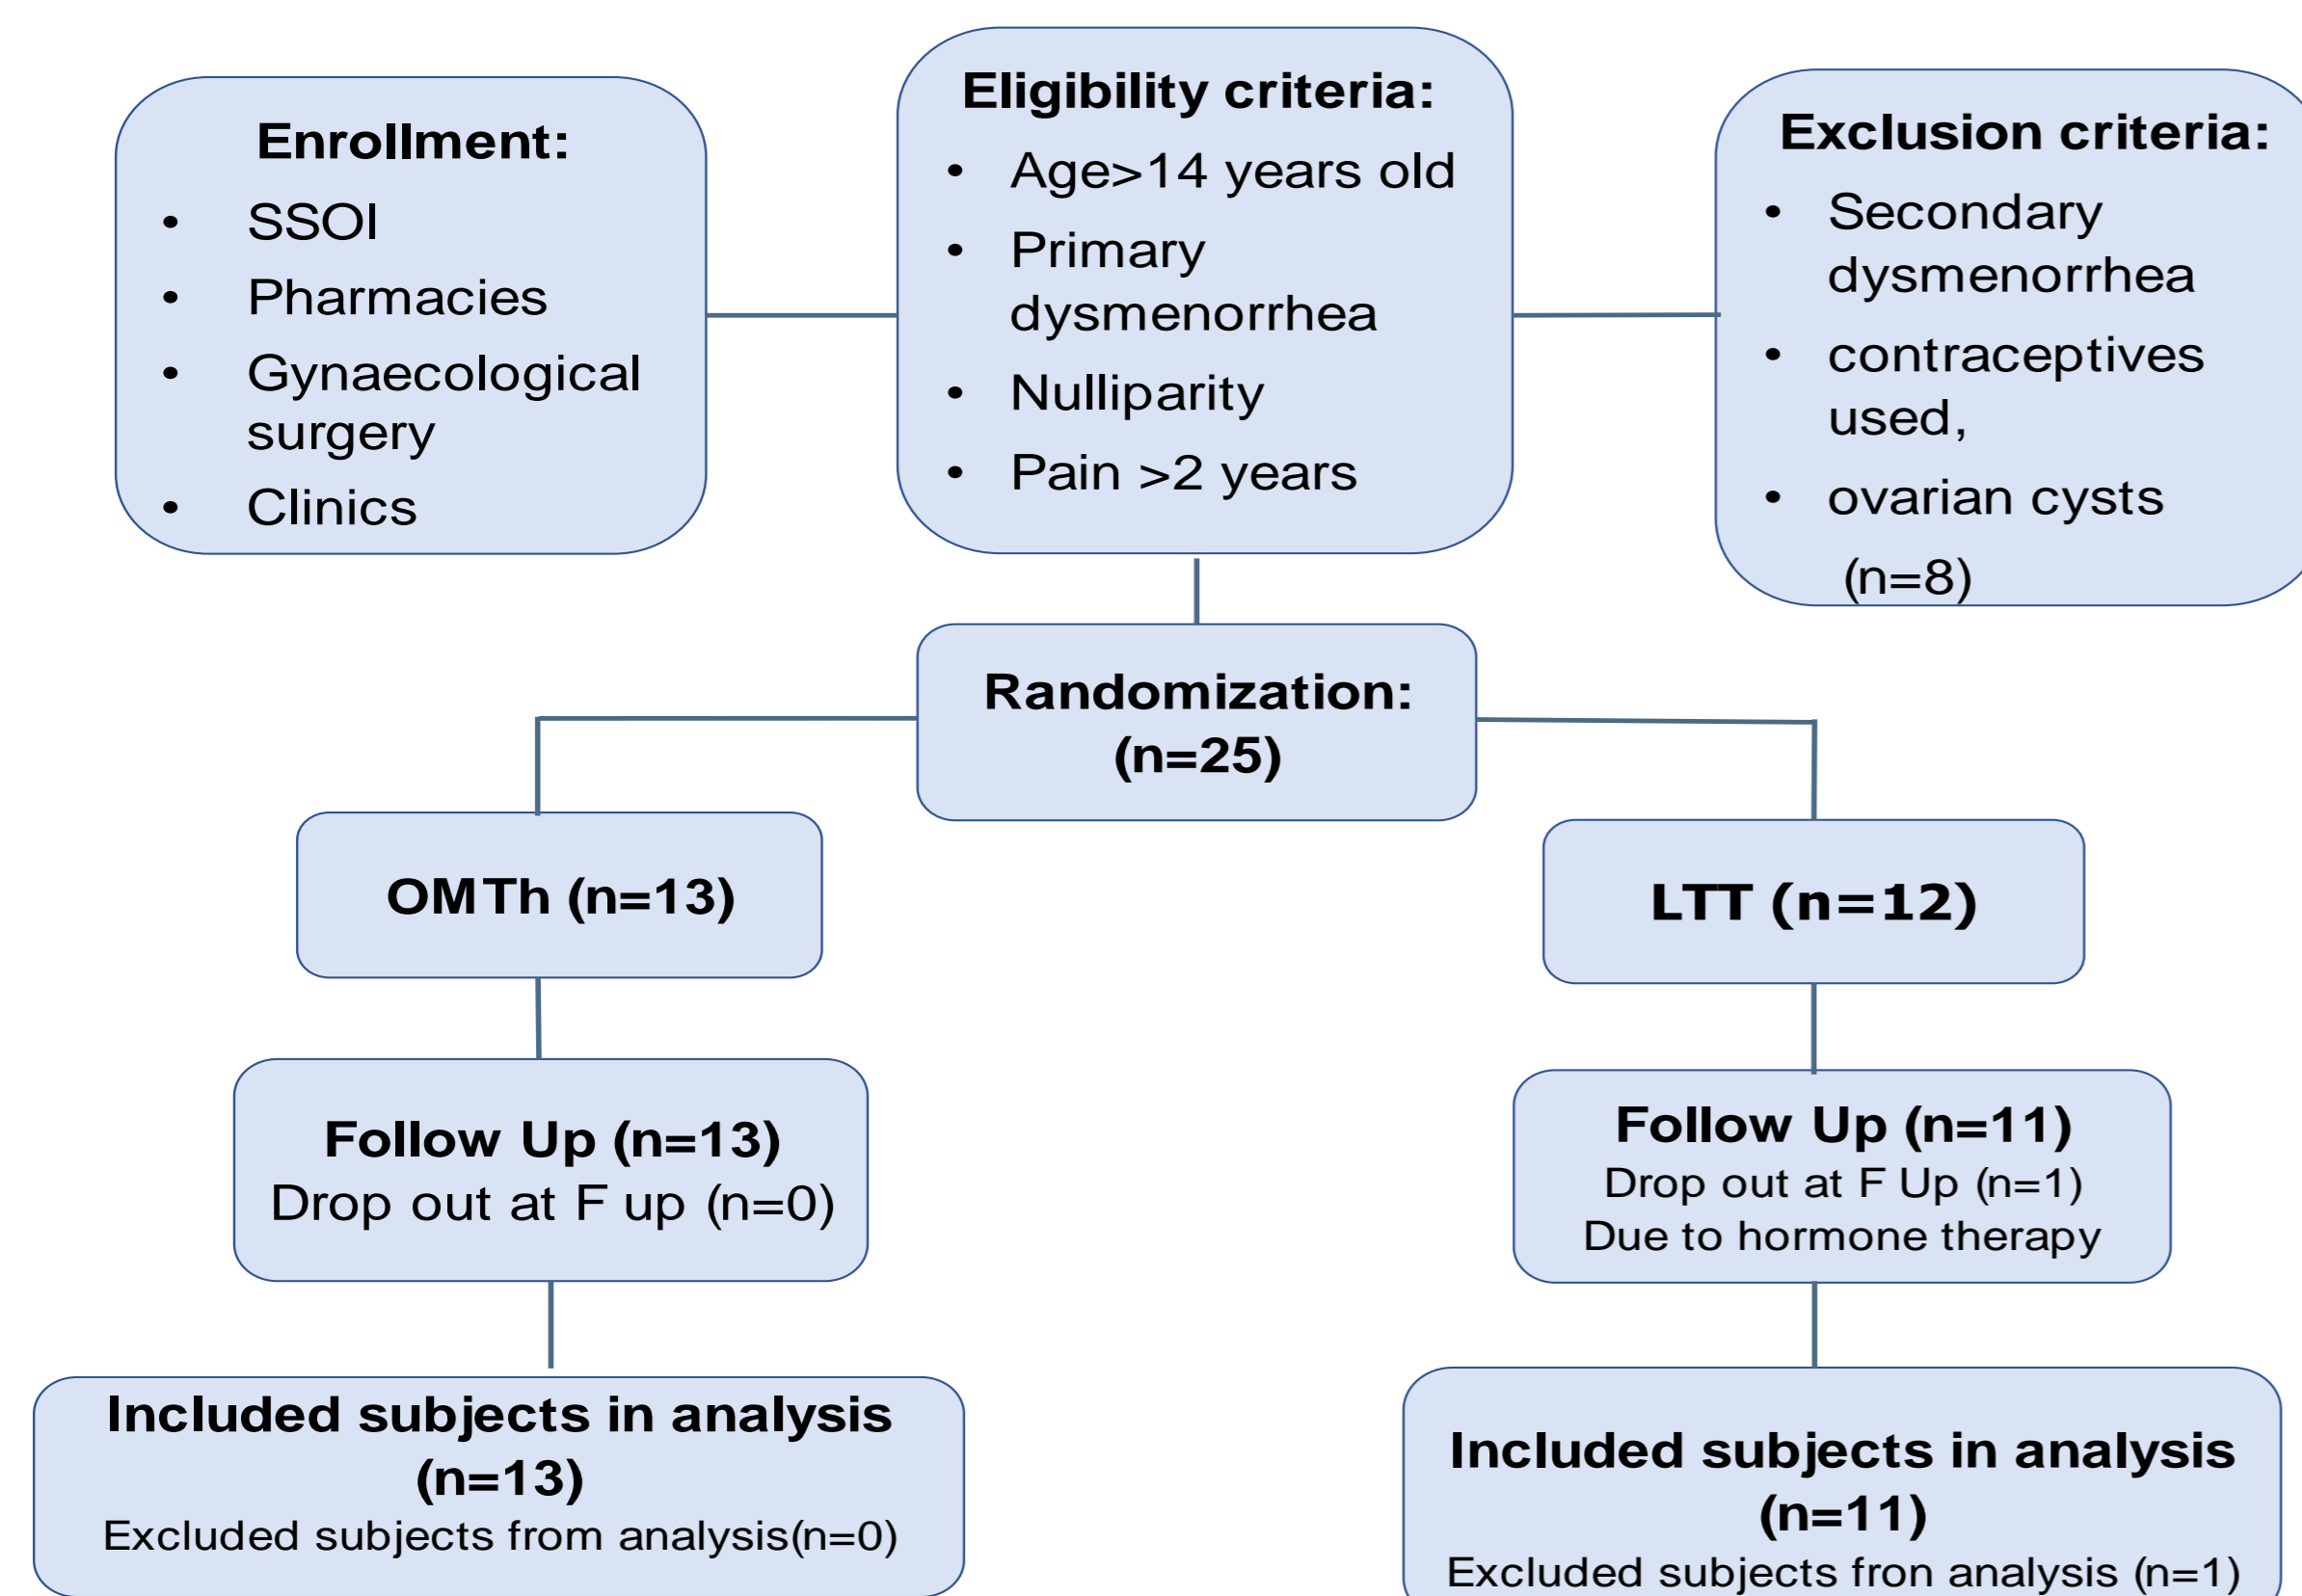 Enrollment:
• SSOI
• Pharmacies
• Gynaecological
surgery
• Clinics
Eligibility criteria:
• Age>14 years old
• Primary
dysmenorrhea
• Nulliparity
• Pain >2 years
Exclusion criteria:
• Secondary
dysmenorrhea
• contraceptives
used,
• ovarian cysts
(n=8)
Randomization:
(n=25)
OMTh (n=13)
LTT (n=12)
Follow Up (n=13)
Drop out at F up (n=0)
Follow Up (n=11)
Drop out at F Up (n=1)
Due to hormone therapy
Included subjects in analysis
(n=13)
Excluded subjects from analysis(n=0)
Included subjects in analysis
(n=11)
Excluded subjects fron analysis (n=1)